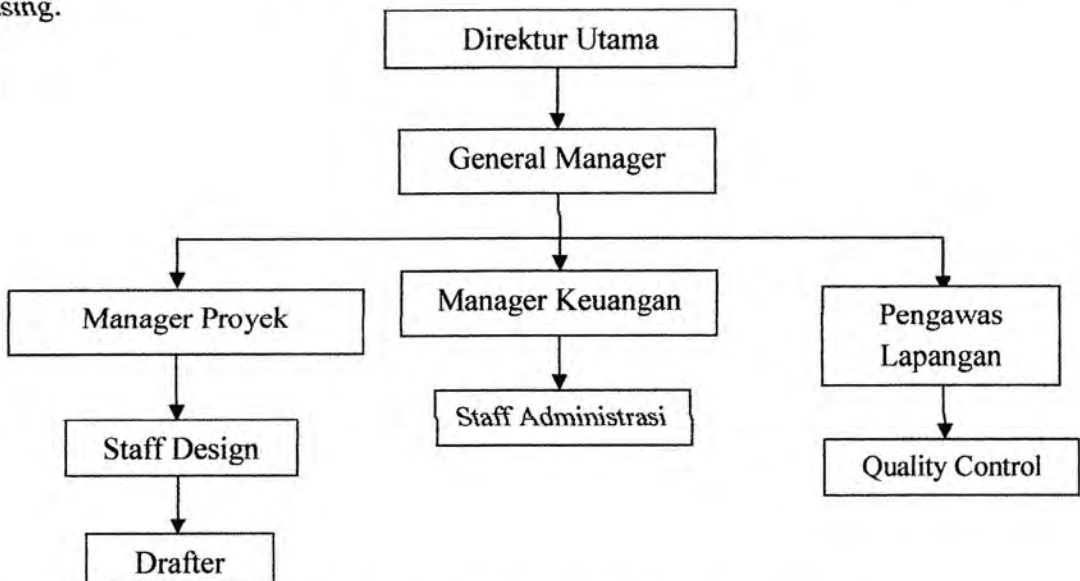 sing.
Direktur Utama
General Manager
Manager Proyek
Manager Keuangan
Pengawas
Lapangan
Staff Design
Staff Administrasi
Quality Control
Drafter